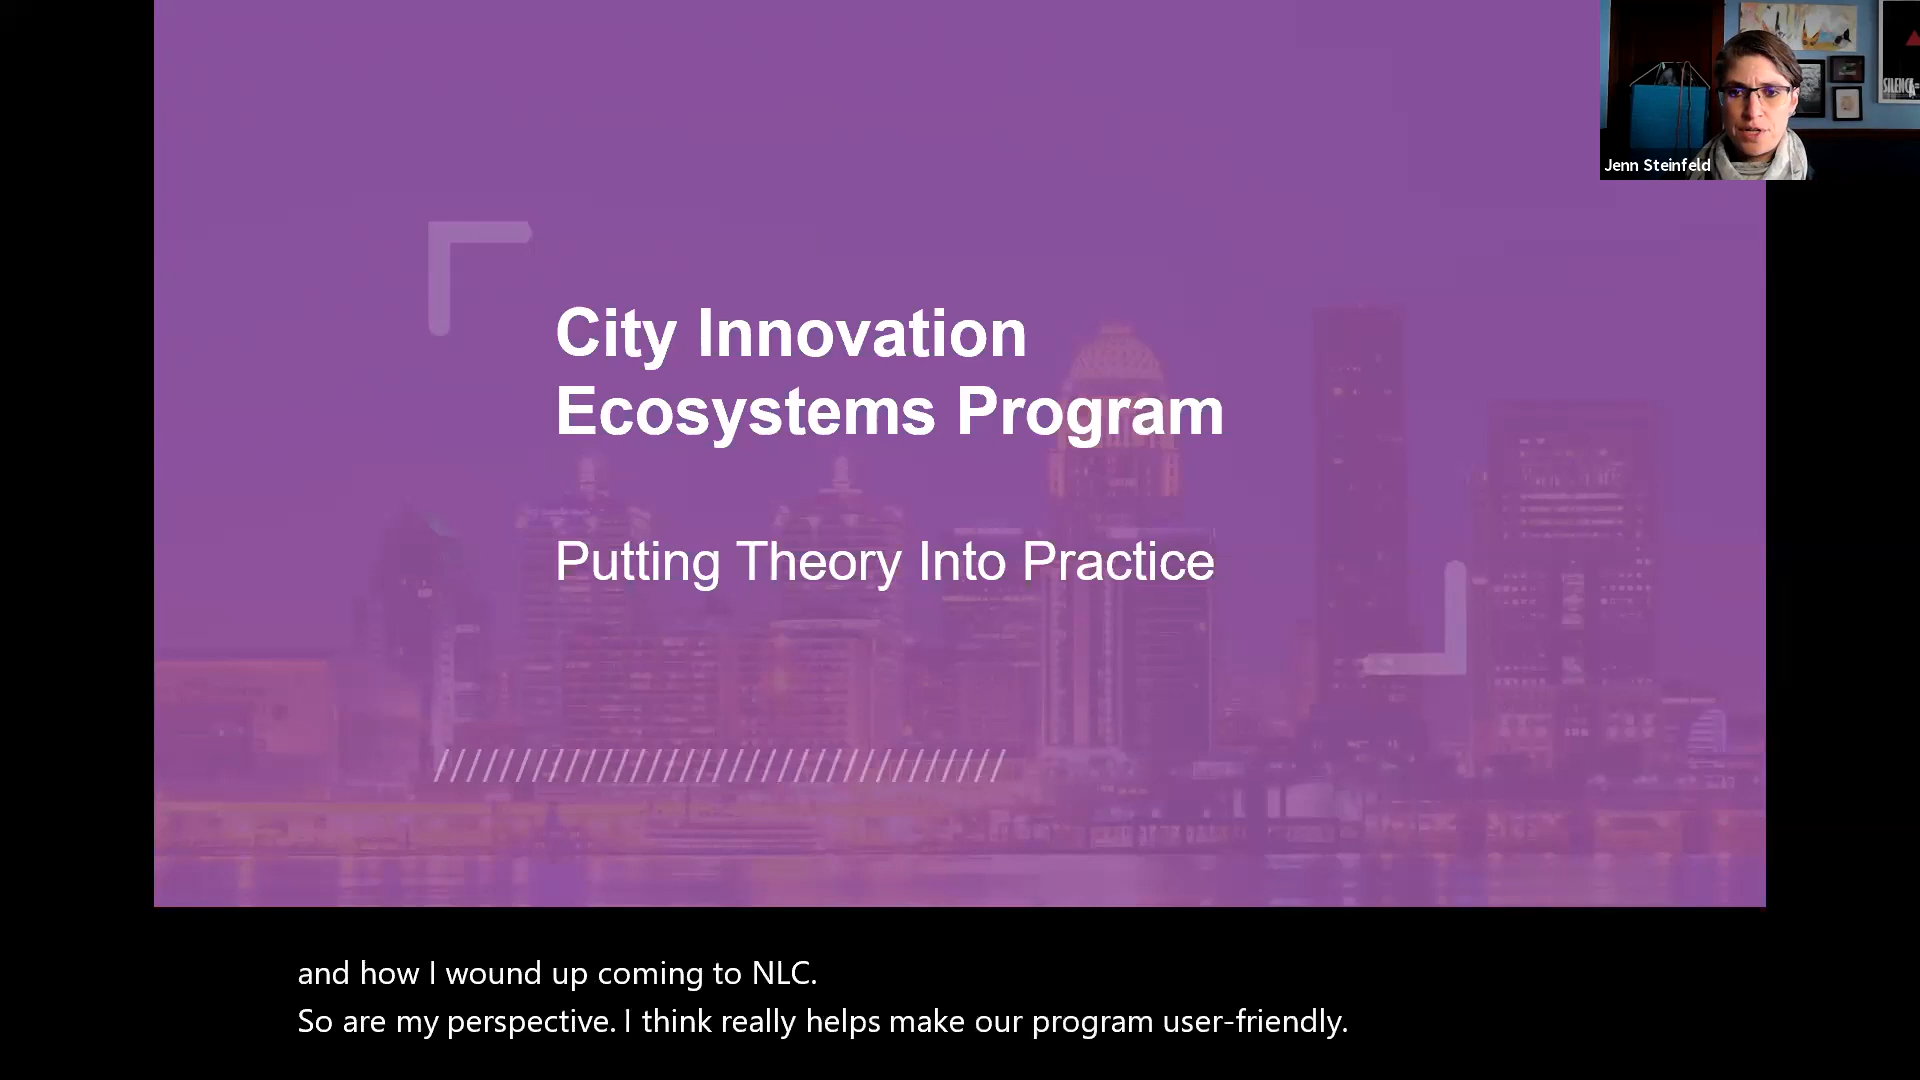 SILENC=
Jenn Steinfeld
City Innovation
Ecosystems Program
Putting Theory Into Practice
and how I wound up coming to NLC.
So are my perspective. I think really helps make our program user-friendly.